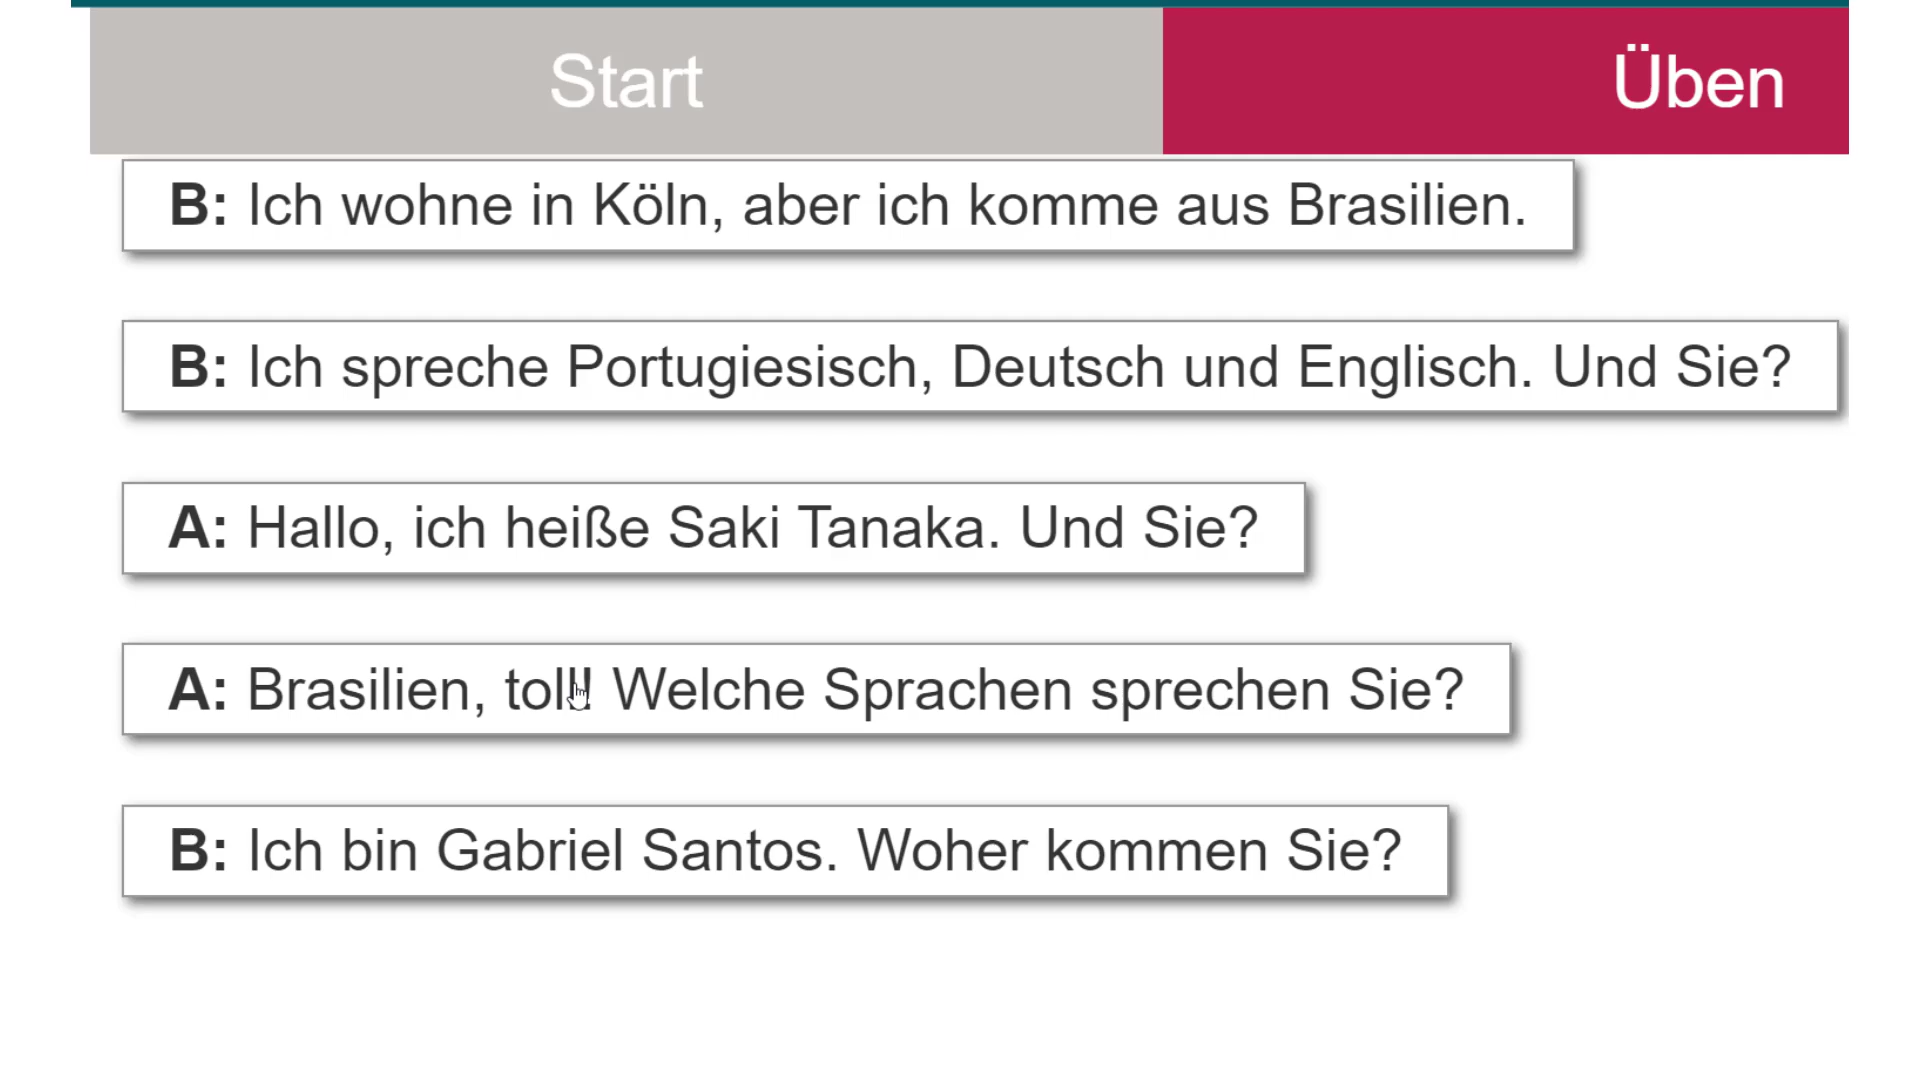 Start
Üben
B: Ich wohne in Köln, aber ich komme aus Brasilien.
B: Ich spreche Portugiesisch, Deutsch und Englisch. Und Sie?
A: Hallo, ich heiße Saki Tanaka. Und Sie?
A: Brasilien, toll! Welche Sprachen sprechen Sie?
B: Ich bin Gabriel Santos. Woher kommen Sie?